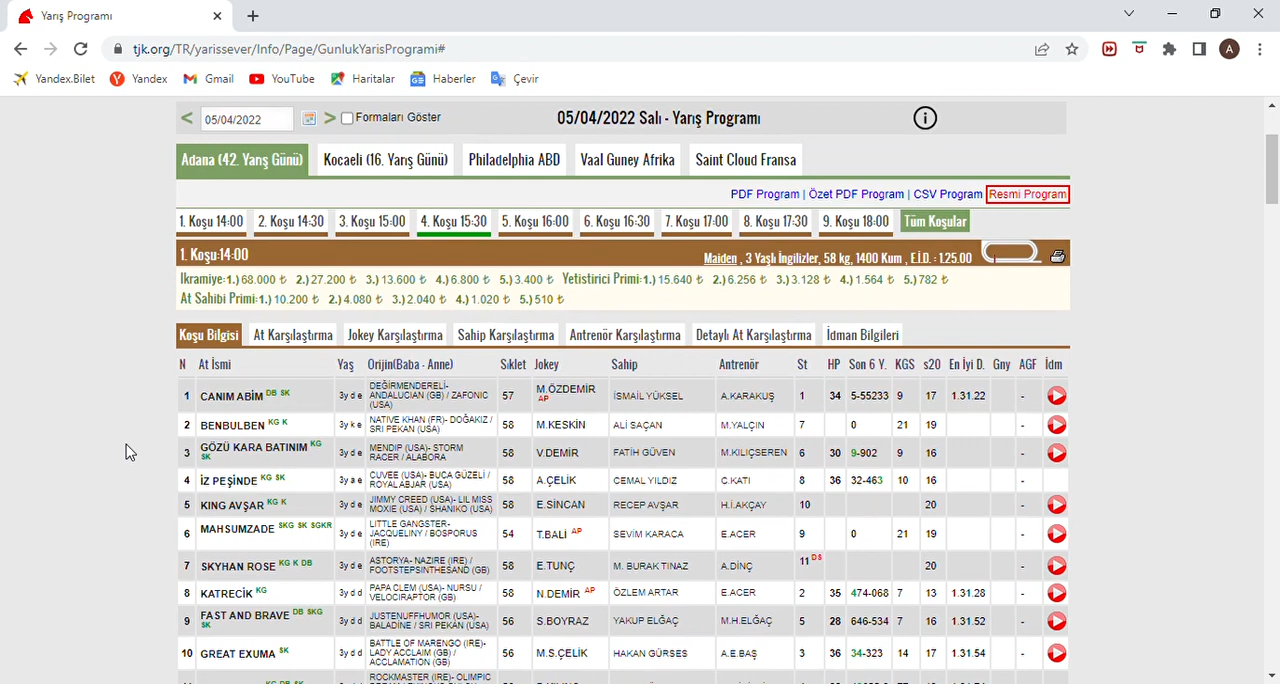 Yarış Programı
tjk.org/TR/yarissever/Info/Page/GunlukYarisProgrami#
A
Yandex.Bilet Yandex Gmail YouTube Haritalar Haberler Çevir
< 05/04/2022 > Formaları Göster 05/04/2022 Salı - Yarış Programı
Adana (42. Yarış Günü) Kocaeli (16. Yarış Günü) Philadelphia ABD Vaal Guney Afrika Saint Cloud Fransa
PDF Program | Özet PDF Program | CSV Program Resmi Program
1. Koşu 14:00 2. Koşu 14:30 3. Koşu 15:00 4. Koşu 15:30 5. Koşu 16:00 6. Koşu 16:30 7. Koşu 17:00 8. Koşu 17:30 9. Koşu 18:00 Tüm Koşular
1. Koşu:14:00 Maiden , 3 Yaşlı İngilizler, 58 kg, 1400 Kum , E.İ.D. : 1.25.00
İkramiye:1.) 68.000 ₺ 2.) 27.200 ₺ 3.) 13.600 ₺ 4.) 6.800 ₺ 5.) 3.400 ₺ Yetistirici Primi:1.) 15.640 ₺ 2.) 6.256 ₺ 3.) 3.128 ₺ 4.) 1.564 ₺ 5.) 782 ₺
At Sahibi Primi:1.) 10.200 ₺ 2.) 4.080 ₺ 3.) 2.040 ₺ 4.) 1.020 ₺ 5.) 510 ₺
Koşu Bilgisi At Karşılaştırma Jokey Karşılaştırma Sahip Karşılaştırma Antrenör Karşılaştırma Detaylı At Karşılaştırma İdman Bilgileri
N At İsmi Yaş Orijin(Baba - Anne) Sıklet Jokey Sahip Antrenör St HP Son 6 Y. KGS s20 En İyi D. Gny AGF İdm
1 CANIM ABİM DB SK 3y d e DEĞİRMENDERELİ- ANDALUCIAN (GB) / ZAFONIC (USA) 57 M.ÖZDEMİR AP İSMAİL YÜKSEL A.KARAKUŞ 1 34 5-55233 9 17 1.31.22 -
2 BENBULBEN KG K 3y k e NATIVE KHAN (FR)- DOĞAKIZ / SRI PEKAN (USA) 58 M.KESKİN ALİ SAÇAN M.YALÇIN 7 0 21 19 -
3 GÖZÜ KARA BATINIM KG SK 3y d e MENDIP (USA)- STORM RACER / ALABORA 58 V.DEMİR FATİH GÜVEN M.KILIÇSEREN 6 30 9-902 9 16 -
4 İZ PEŞİNDE KG SK 3y a e CUVEE (USA)- BUCA GÜZELİ / ROYAL ABJAR (USA) 58 A.ÇELİK CEMAL YILDIZ C.KATI 8 36 32-463 10 16 -
5 KING AVŞAR KG K 3y d e JIMMY CREED (USA)- LIL MISS MOXIE (USA) / SHANIKO (USA) 58 E.SİNCAN RECEP AVŞAR H.İ.AKÇAY 10 20 -
6 MAHSUMZADE SKG SK SGKR 3y d e LITTLE GANGSTER- JACQUELINY / BOSPORUS (IRE) 54 T.BALİ AP SEVİM KARACA E.ACER 9 0 21 19 -
7 SKYHAN ROSE KG K DB 3y d e ASTORYA- NAZIRE (IRE) / FOOTSTEPSINTHESAND (GB) 58 E.TUNÇ M. BURAK TINAZ A.DİNÇ 11 DS 20 -
8 KATRECİK KG 3y d d PAPA CLEM (USA)- NURSU / VELOCIRAPTOR (GB) 58 N.DEMİR AP ÖZLEM ARTAR E.ACER 2 35 474-068 7 13 1.31.28 -
9 FAST AND BRAVE DB SKG SK 3y d d JUSTENUFFHUMOR (USA)- BALADINE / SRI PEKAN (USA) 56 S.BOYRAZ YAKUP ELĞAÇ M.H.ELĞAÇ 5 28 646-534 7 16 1.31.52 -
10 GREAT EXUMA SK 3y d d BATTLE OF MARENGO (IRE)- LADY ACCLAIM (GB) / ACCLAMATION (GB) 56 M.S.ÇELİK HAKAN GÜRSES A.E.BAŞ 3 36 34-323 14 17 1.31.54 -
KG DB SK ROCKMASTER (IRE)- OLIMPIC